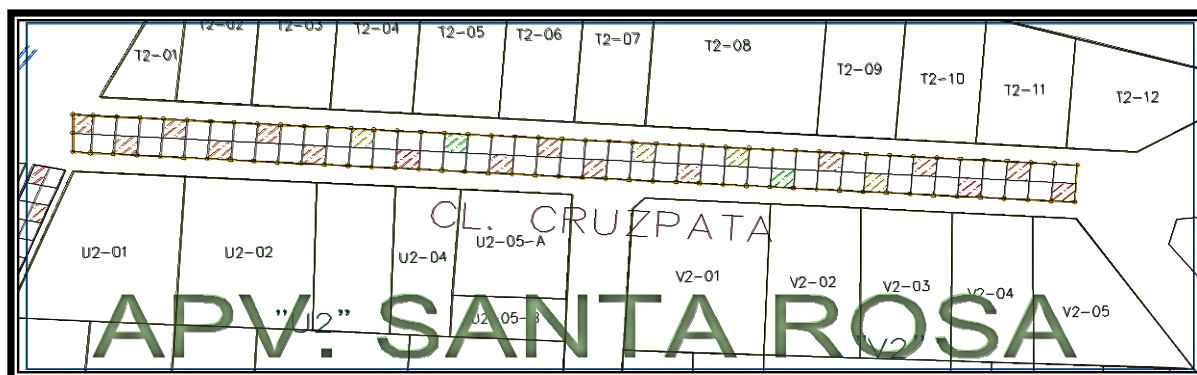 T2-01
T2-02
T2-03
T2-04
T2-05
T2-06
T2-07
T2-08
T2-09
T2-10
T2-11
T2-12
CL. CRUZPATA
U2-01
U2-02
U2-04
U2-05-A
U2-05-B
V2-01
V2-02
V2-03
V2-04
V2-05
"U2"
"V2"
APV. SANTA ROSA